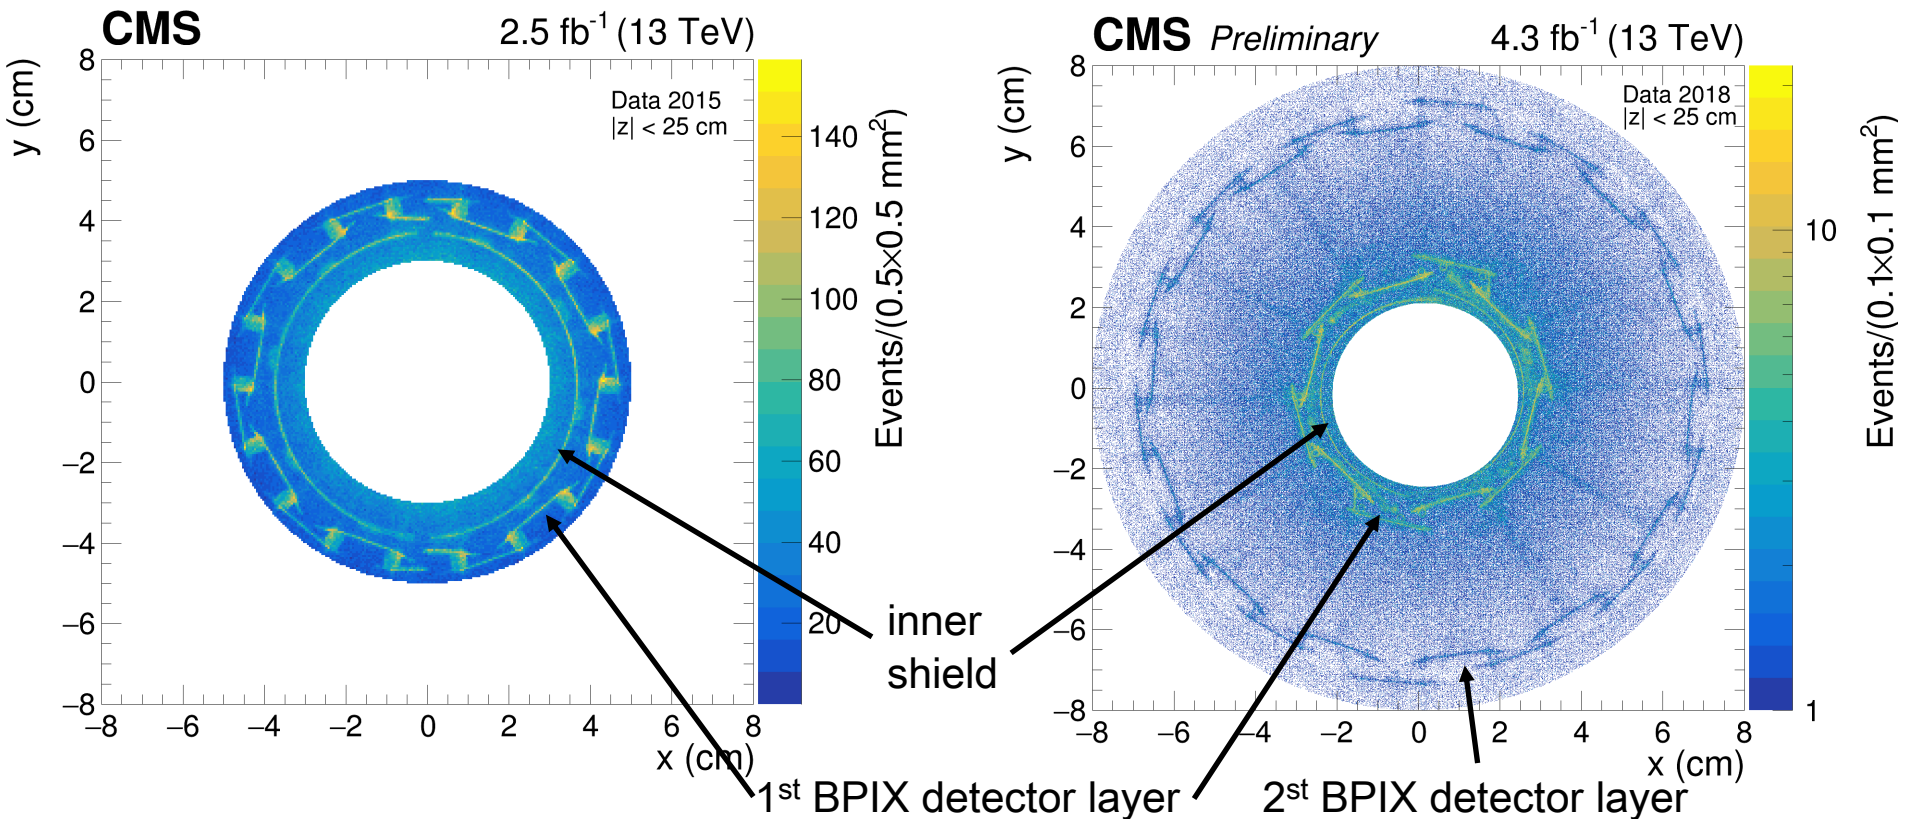 CMS
2.5 fb-1 (13 TeV)
Data 2015
|z| < 25 cm
y (cm)
8
6
4
2
0
−2
−4
−6
−8
−8 −6 −4 −2 0 2 4 6 8
x (cm)
140
120
100
80
60
40
20
Events/(0.5×0.5 mm2)
CMS Preliminary
4.3 fb-1 (13 TeV)
Data 2018
|z| < 25 cm
y (cm)
8
6
4
2
0
−2
−4
−6
−8
−8 −6 −4 −2 0 2 4 6 8
x (cm)
10
1
Events/(0.1×0.1 mm2)
inner
shield
1st BPIX detector layer
2st BPIX detector layer